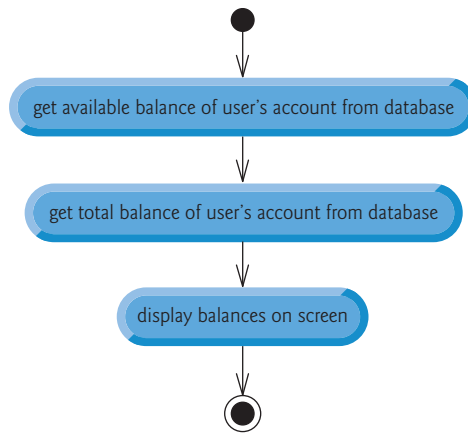 get available balance of user’s account from database
get total balance of user’s account from database
display balances on screen